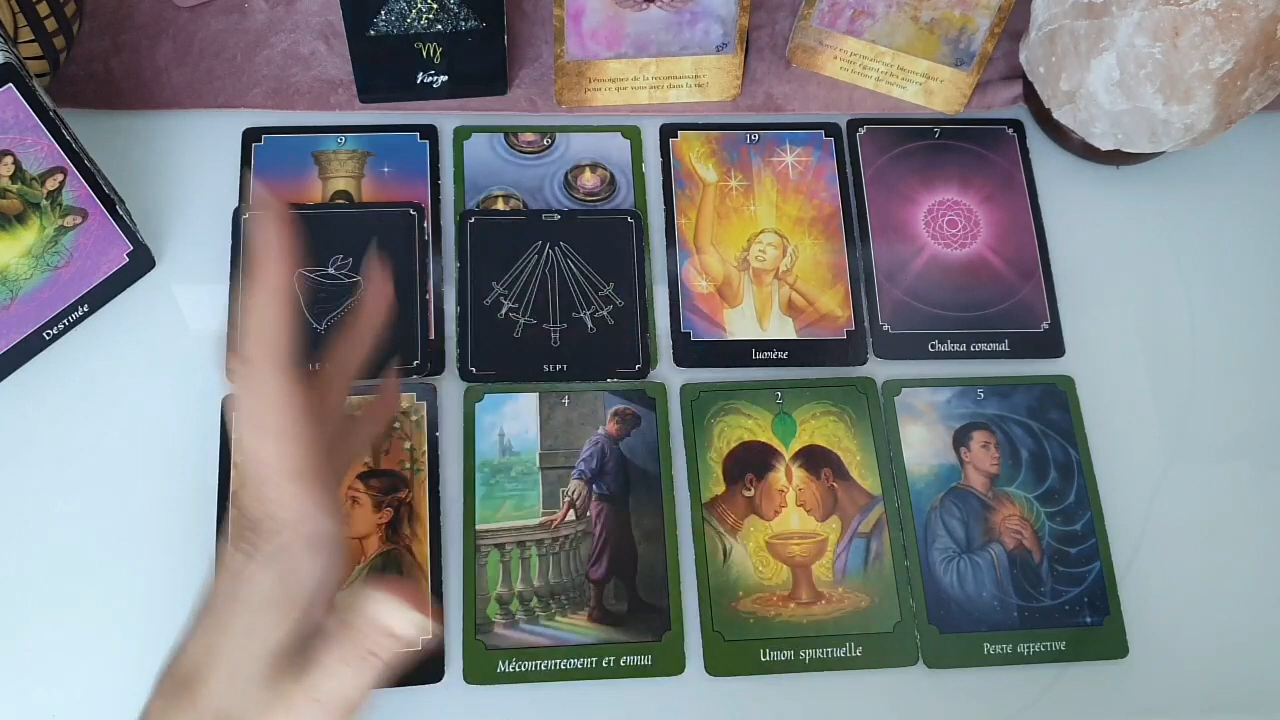 ♍
Vierge
Témoignez de la reconnaissance
pour ce que vous avez dans la vie !
Soyez en permanence bienveillant·e
à votre égard et les autres
en feront de même.
Destinée
9
6
19
7
SEPT
lumière
Chakra coronal
4
2
5
Mécontentement et ennui
Union spirituelle
Perte affective